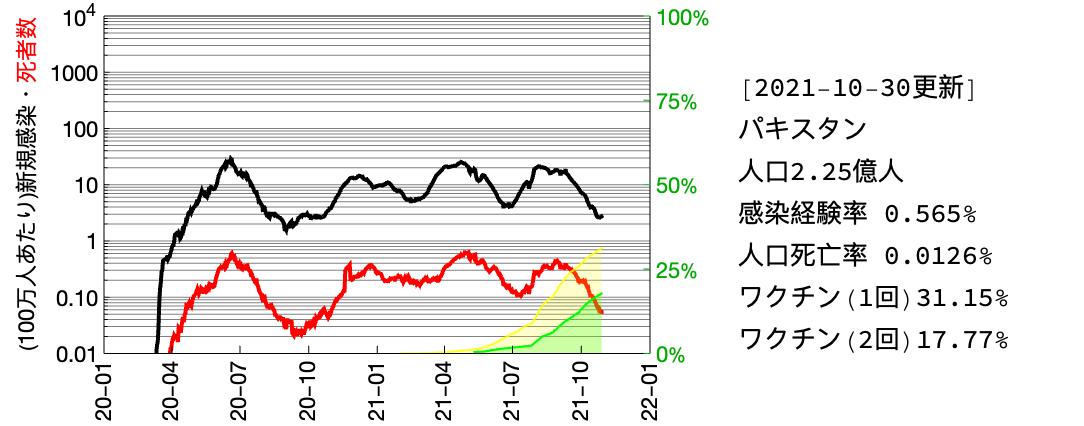 (100万人あたり)新規感染・死者数
10^4
1000
100
10
1
0.10
0.01
100%
75%
50%
25%
0%
20-01
20-04
20-07
20-10
21-01
21-04
21-07
21-10
22-01
[2021-10-30更新]
パキスタン
人口2.25億人
感染経験率 0.565%
人口死亡率 0.0126%
ワクチン(1回)31.15%
ワクチン(2回)17.77%